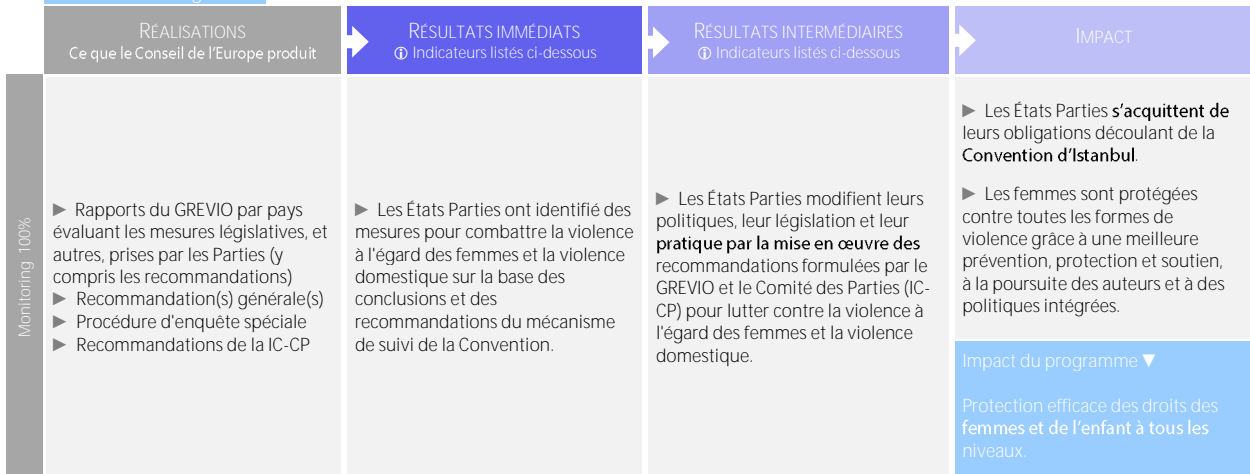 RÉALISATIONS
Ce que le Conseil de l'Europe produit
RÉSULTATS IMMÉDIATS
🛈 Indicateurs listés ci-dessous
RÉSULTATS INTERMÉDIAIRES
🛈 Indicateurs listés ci-dessous
IMPACT
Monitoring 100%
► Rapports du GREVIO par pays
évaluant les mesures législatives, et
autres, prises par les Parties (y
compris les recommandations)
► Recommandation(s) générale(s)
► Procédure d'enquête spéciale
► Recommandations de la IC-CP
► Les États Parties ont identifié des
mesures pour combattre la violence
à l'égard des femmes et la violence
domestique sur la base des
conclusions et des
recommandations du mécanisme
de suivi de la Convention.
► Les États Parties modifient leurs
politiques, leur législation et leur
pratique par la mise en œuvre des
recommandations formulées par le
GREVIO et le Comité des Parties (IC-
CP) pour lutter contre la violence à
l'égard des femmes et la violence
domestique.
► Les États Parties s'acquittent de
leurs obligations découlant de la
Convention d'Istanbul.
► Les femmes sont protégées
contre toutes les formes de
violence grâce à une meilleure
prévention, protection et soutien,
à la poursuite des auteurs et à des
politiques intégrées.
Impact du programme ▼
Protection efficace des droits des
femmes et de l'enfant à tous les
niveaux.